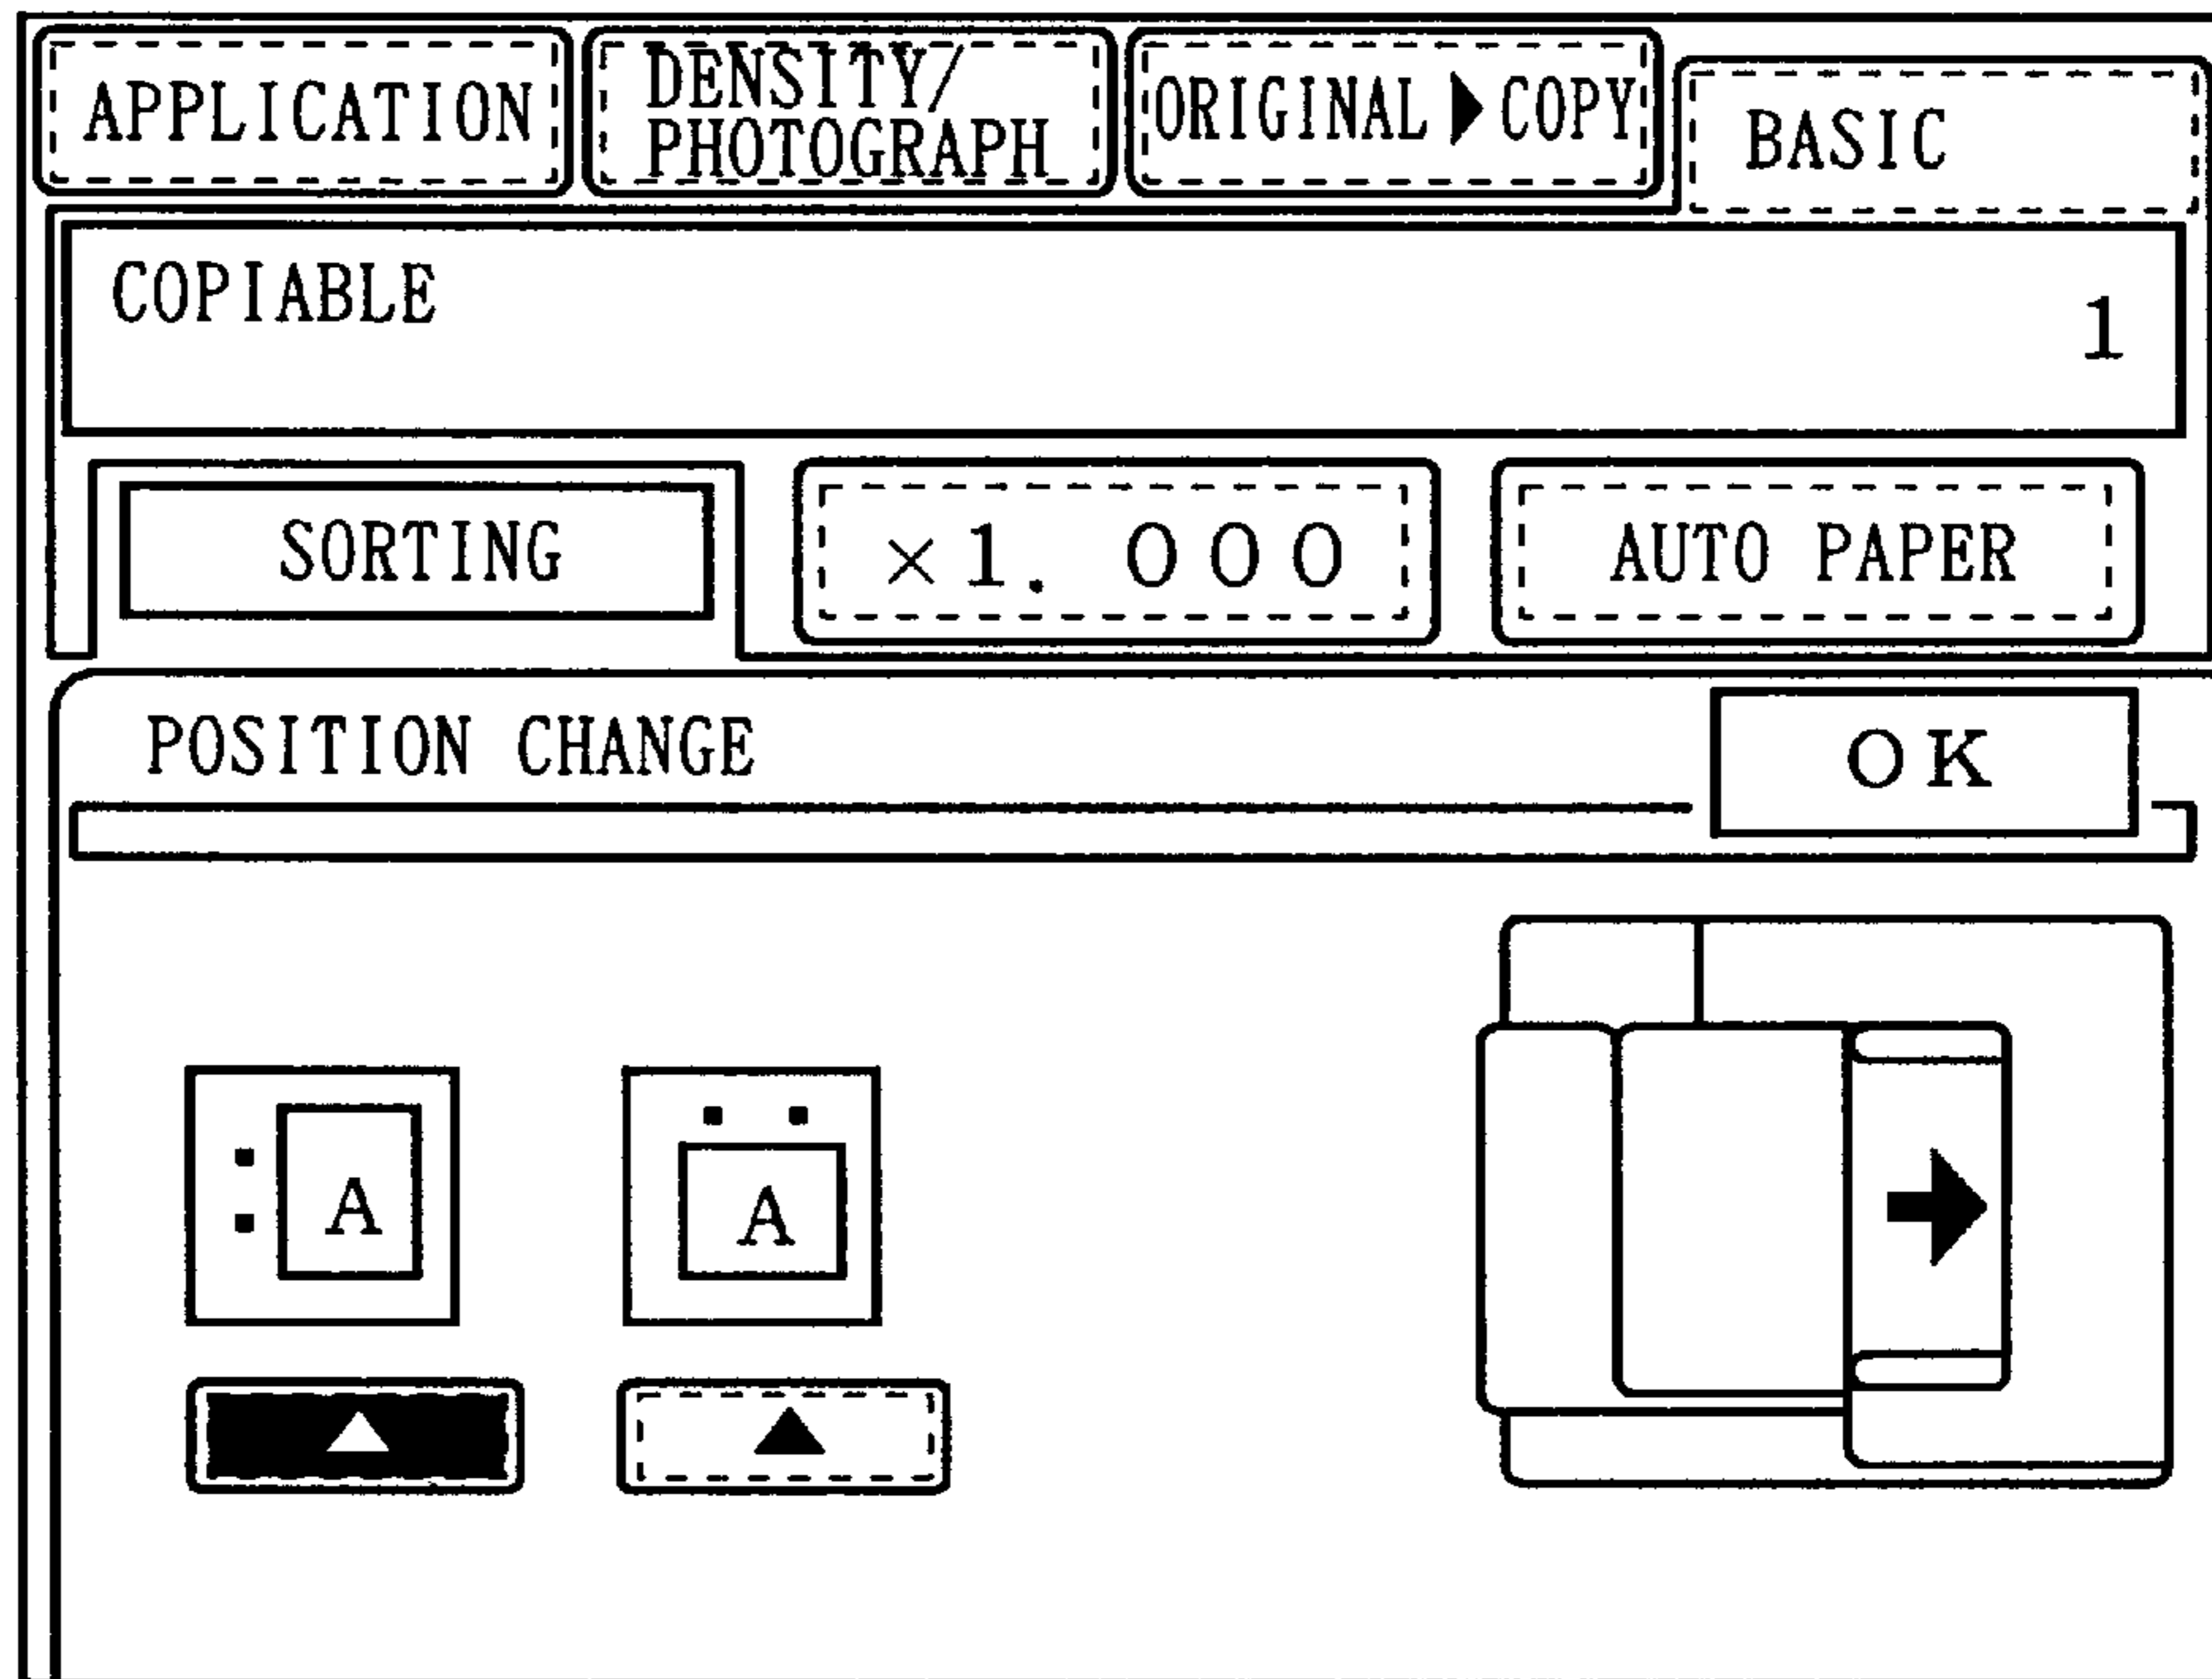 APPLICATION
DENSITY/
PHOTOGRAPH
ORIGINAL ▶ COPY
BASIC
COPIABLE
1
SORTING
×1.000
AUTO PAPER
POSITION CHANGE
OK
A
A